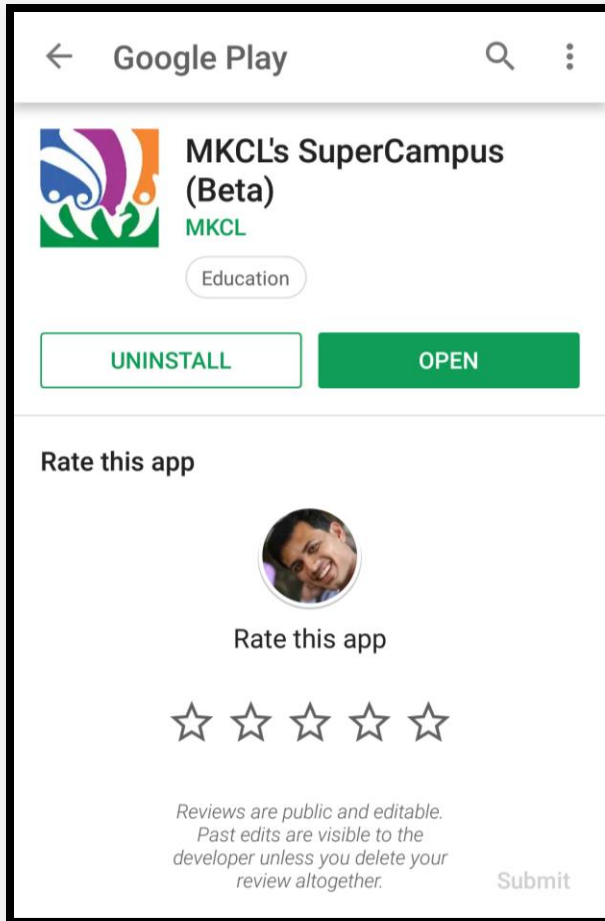 Google Play
MKCL's SuperCampus
(Beta)
MKCL
Education
UNINSTALL
OPEN
Rate this app
Rate this app
Reviews are public and editable.
Past edits are visible to the
developer unless you delete your
review altogether.
Submit